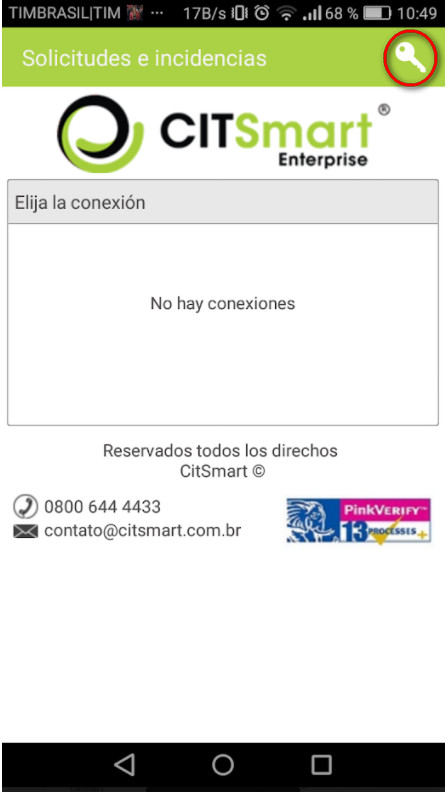 TIMBRASIL|TIM ··· 17B/s 68 % 10:49
Solicitudes e incidencias
CITSmart®
Enterprise
Elija la conexión
No hay conexiones
Reservados todos los direchos
CitSmart ©
0800 644 4433
contato@citsmart.com.br
PINKVERIFY™
13 PROCESSES +